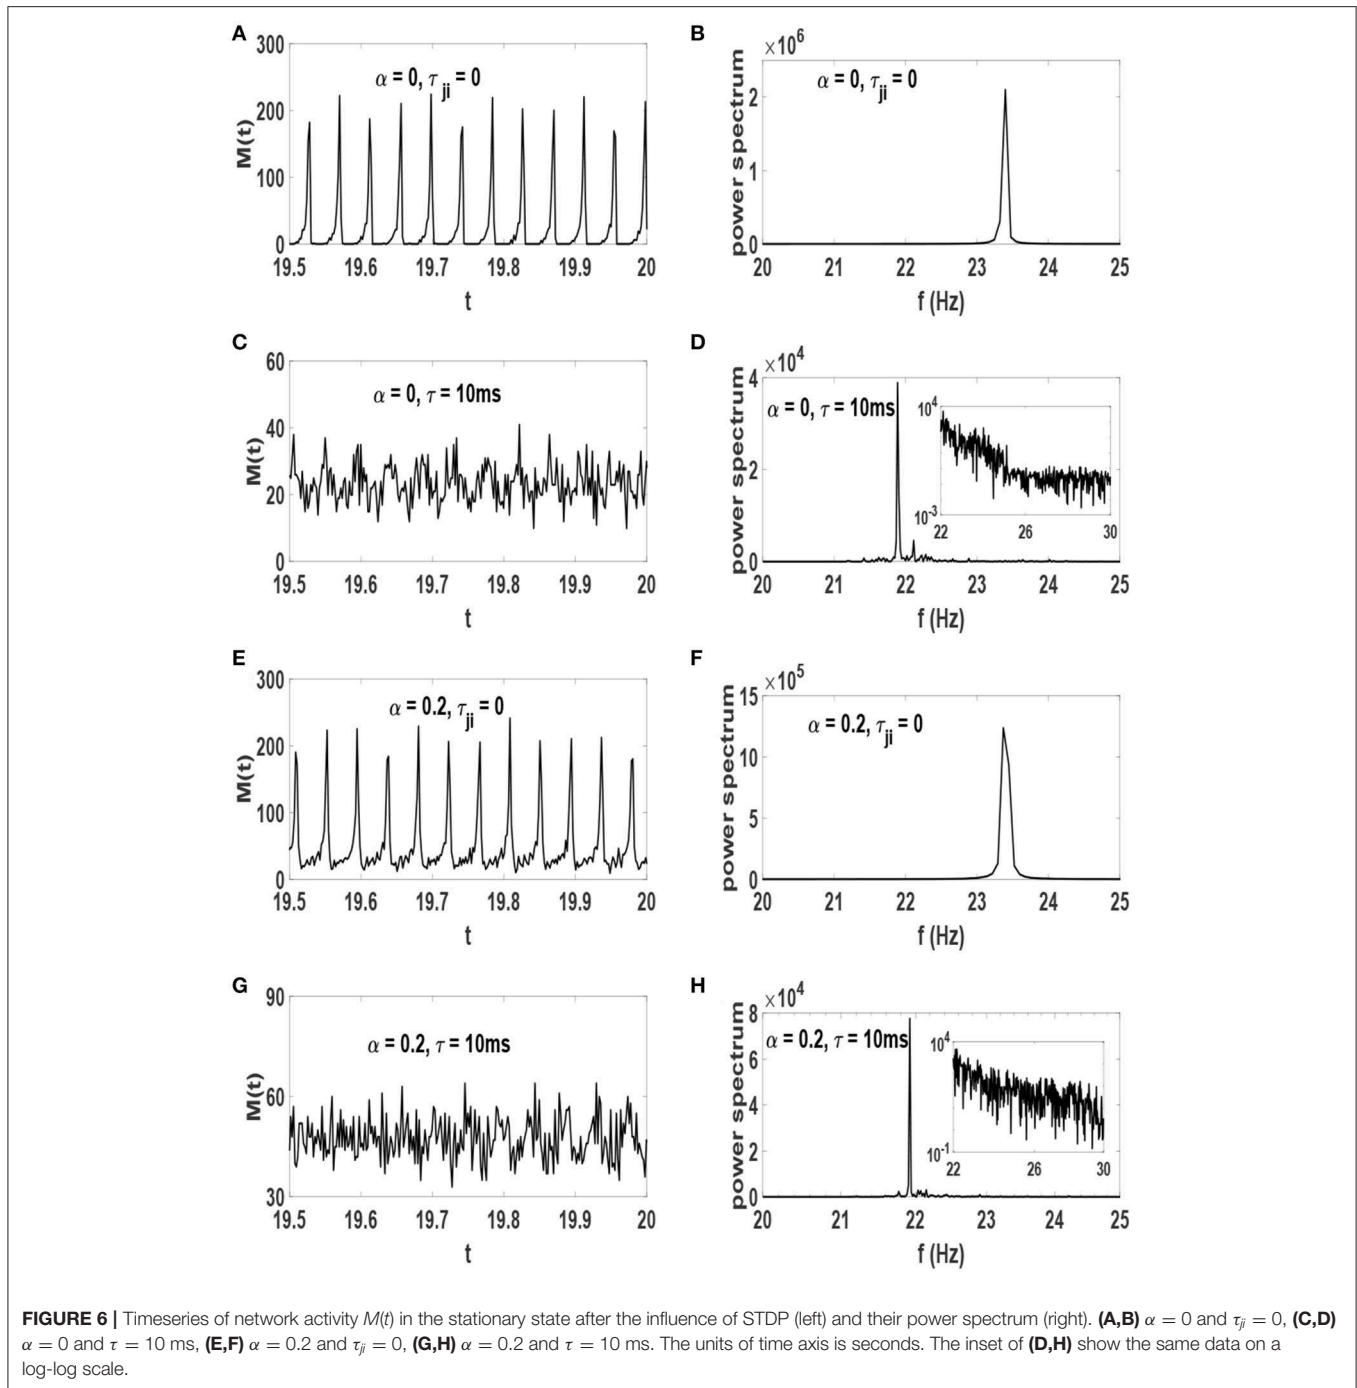 A
α = 0, τji = 0
M(t)
300
200
100
0
19.5 19.6 19.7 19.8 19.9 20
t
B
×10^6
α = 0, τji = 0
power spectrum
2
1
0
20 21 22 23 24 25
f (Hz)
C
α = 0, τ = 10ms
M(t)
60
40
20
0
19.5 19.6 19.7 19.8 19.9 20
t
D
×10^4
α = 0, τ = 10ms
power spectrum
4
2
0
20 21 22 23 24 25
f (Hz)
10^4
10^-3
22 26 30
E
α = 0.2, τji = 0
M(t)
300
200
100
0
19.5 19.6 19.7 19.8 19.9 20
t
F
×10^5
α = 0.2, τji = 0
power spectrum
15
10
5
0
20 21 22 23 24 25
f (Hz)
G
α = 0.2, τ = 10ms
M(t)
90
60
30
19.5 19.6 19.7 19.8 19.9 20
t
H
×10^4
α = 0.2, τ = 10ms
power spectrum
8
6
4
2
0
20 21 22 23 24 25
f (Hz)
10^4
10^-1
22 26 30
FIGURE 6 | Timeseries of network activity M(t) in the stationary state after the influence of STDP (left) and their power spectrum (right). (A,B) α = 0 and τji = 0, (C,D)
α = 0 and τ = 10 ms, (E,F) α = 0.2 and τji = 0, (G,H) α = 0.2 and τ = 10 ms. The units of time axis is seconds. The inset of (D,H) show the same data on a
log-log scale.